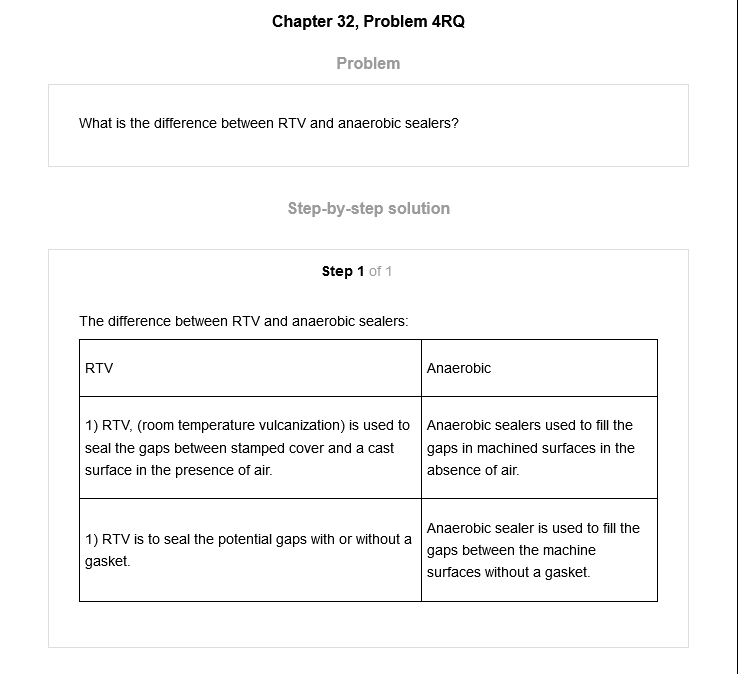 Chapter 32, Problem 4RQ
Problem
What is the difference between RTV and anaerobic sealers?
Step-by-step solution
Step 1 of 1
The difference between RTV and anaerobic sealers:
RTV
Anaerobic
1) RTV, (room temperature vulcanization) is used to
seal the gaps between stamped cover and a cast
surface in the presence of air.
Anaerobic sealers used to fill the
gaps in machined surfaces in the
absence of air.
1) RTV is to seal the potential gaps with or without a
gasket.
Anaerobic sealer is used to fill the
gaps between the machine
surfaces without a gasket.